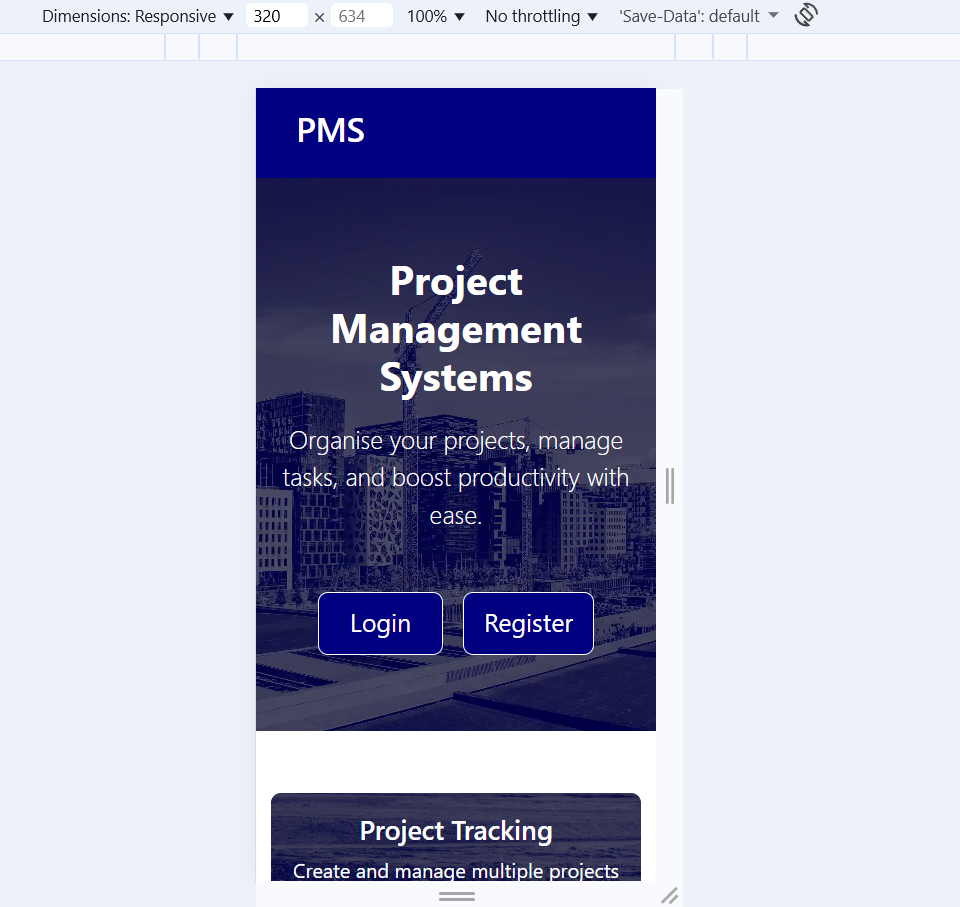 Dimensions: Responsive ▼ 320 × 634 100% ▼ No throttling ▼ 'Save-Data': default ▼
PMS
Project
Management
Systems
Organise your projects, manage
tasks, and boost productivity with
ease.
Login Register
Project Tracking
Create and manage multiple projects